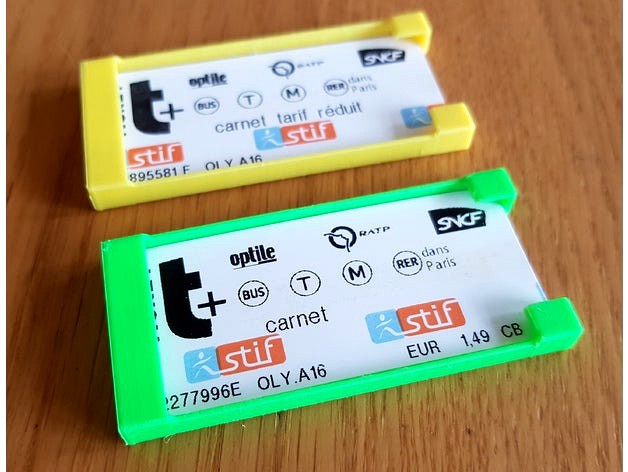 optile RATP SNCF
t+ BUS T M RER dans Paris
carnet tarif réduit
stif stif
895581 E OLY.A16
optile RATP SNCF
t+ BUS T M RER dans Paris
carnet
stif stif
2277996E OLY.A16 EUR 1,49 CB